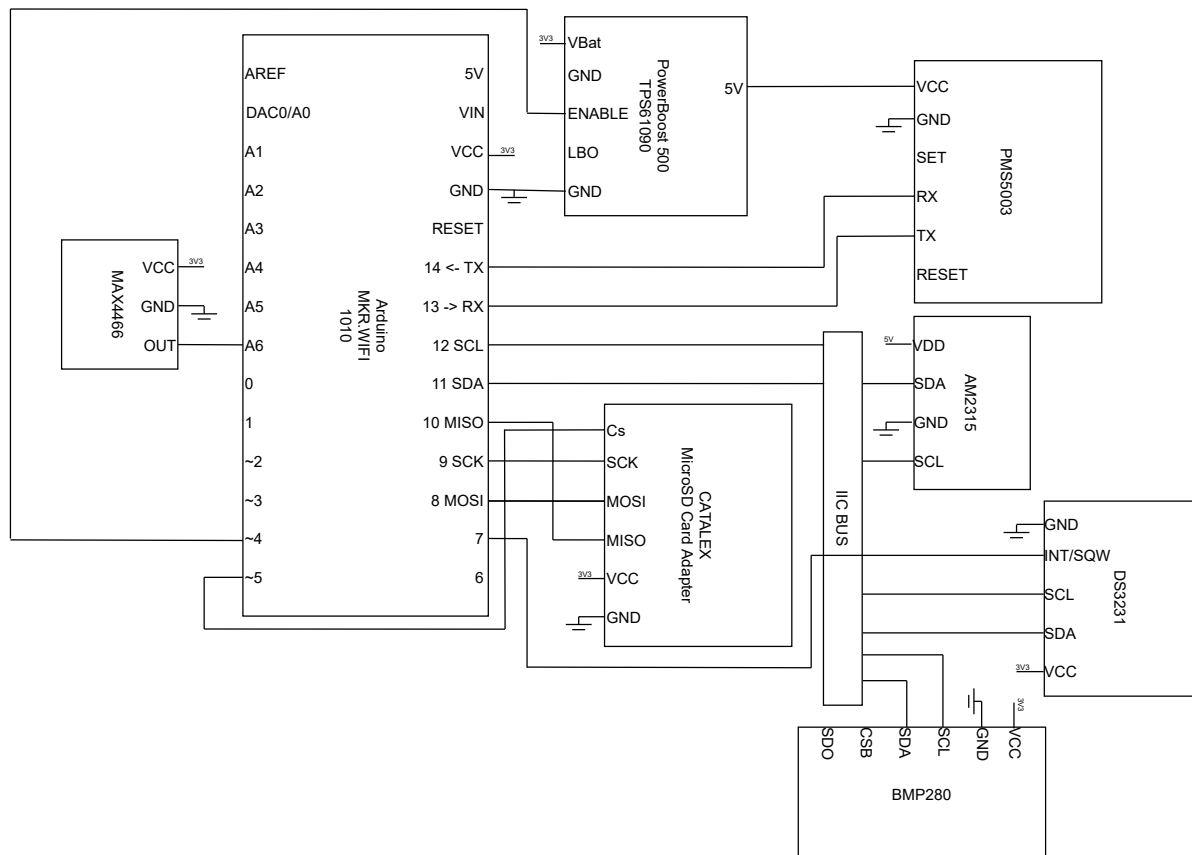 AREF
DAC0/A0
A1
A2
A3
A4
A5
A6
0
1
~2
~3
~4
~5
Arduino
MKR.WIFI
1010
5V
VIN
VCC
3V3
GND
RESET
14 <- TX
13 -> RX
12 SCL
11 SDA
10 MISO
9 SCK
8 MOSI
7
6
MAX4466
VCC
3V3
GND
OUT
3V3
VBat
GND
ENABLE
LBO
GND
PowerBoost 500
TPS61090
5V
VCC
GND
SET
RX
TX
RESET
PMS5003
5V
VDD
SDA
GND
SCL
AM2315
Cs
SCK
MOSI
MISO
3V3
VCC
GND
CATALEX
MicroSD Card Adapter
IIC BUS
GND
INT/SQW
SCL
SDA
3V3
VCC
DS3231
SDO
CSB
SDA
SCL
GND
VCC
3V3
BMP280